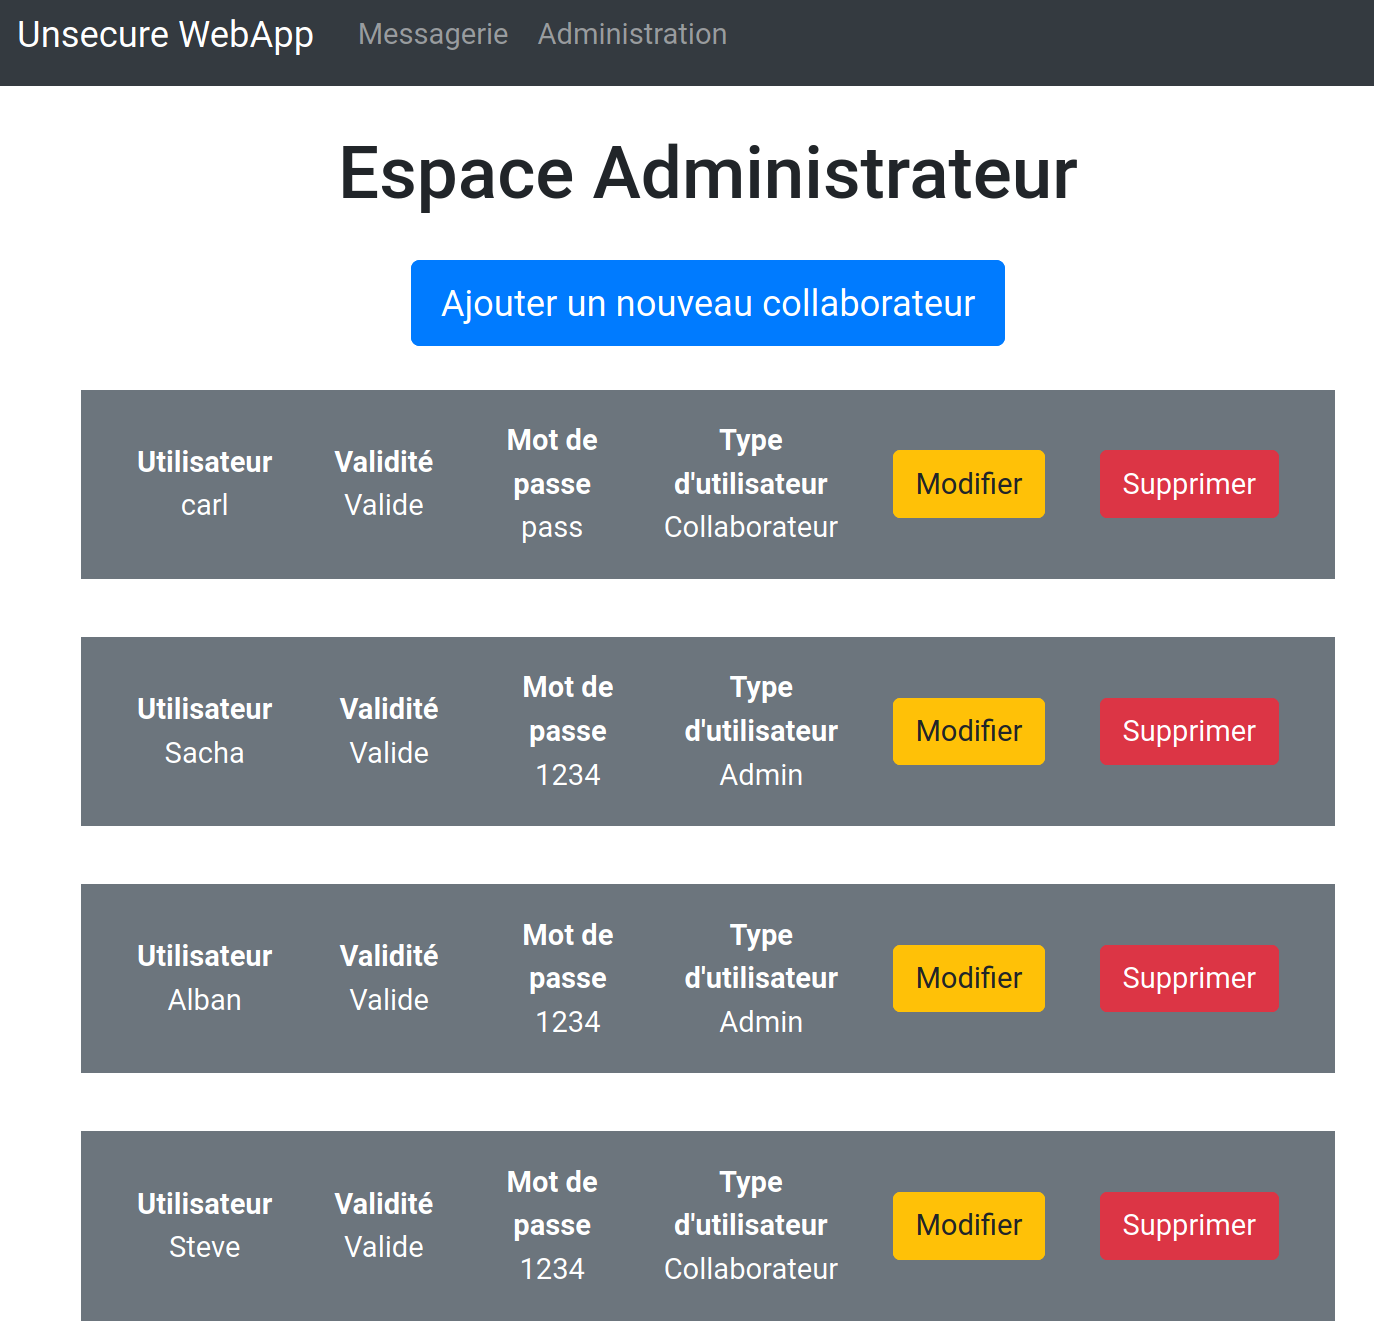 Unsecure WebApp Messagerie Administration
Espace Administrateur
Ajouter un nouveau collaborateur
Utilisateur
carl
Validité
Valide
Mot de
passe
pass
Type
d'utilisateur
Collaborateur
Modifier
Supprimer
Utilisateur
Sacha
Validité
Valide
Mot de
passe
1234
Type
d'utilisateur
Admin
Modifier
Supprimer
Utilisateur
Alban
Validité
Valide
Mot de
passe
1234
Type
d'utilisateur
Admin
Modifier
Supprimer
Utilisateur
Steve
Validité
Valide
Mot de
passe
1234
Type
d'utilisateur
Collaborateur
Modifier
Supprimer